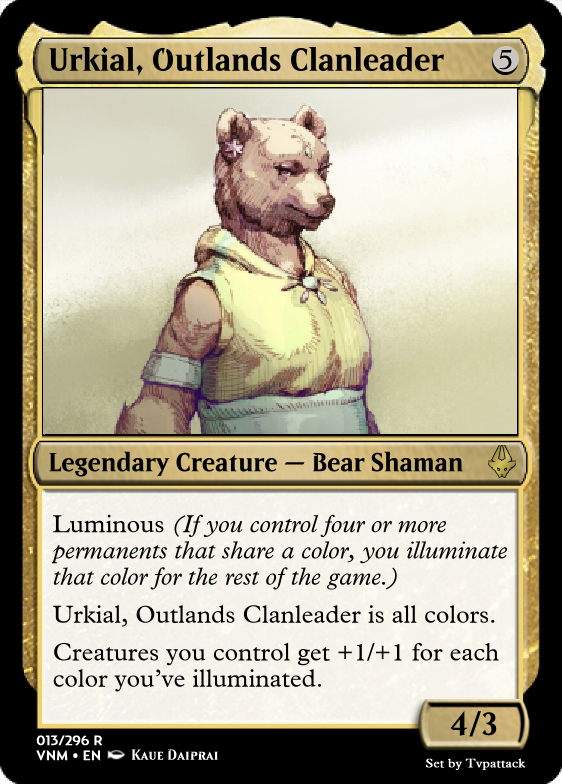 Urkial, Outlands Clanleader 5
Legendary Creature — Bear Shaman
Luminous (If you control four or more
permanents that share a color, you illuminate
that color for the rest of the game.)
Urkial, Outlands Clanleader is all colors.
Creatures you control get +1/+1 for each
color you've illuminated.
4/3
013/296 R
VNM • EN Kaue Daiprai
Set by Tvpattack